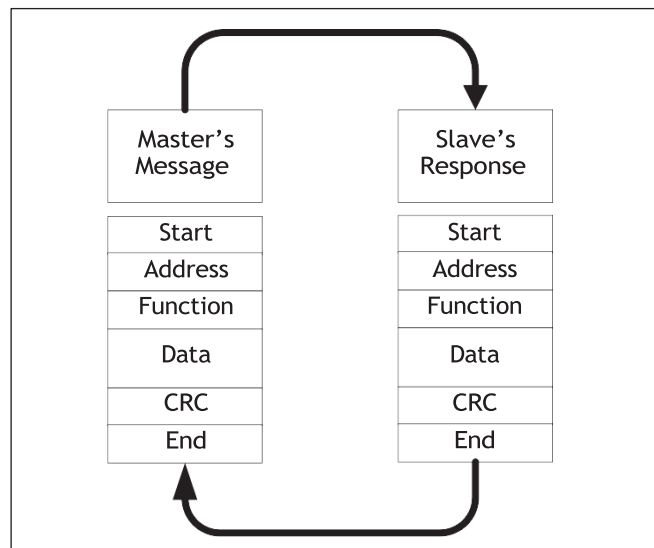 Master's
Message
Start
Address
Function
Data
CRC
End
Slave's
Response
Start
Address
Function
Data
CRC
End